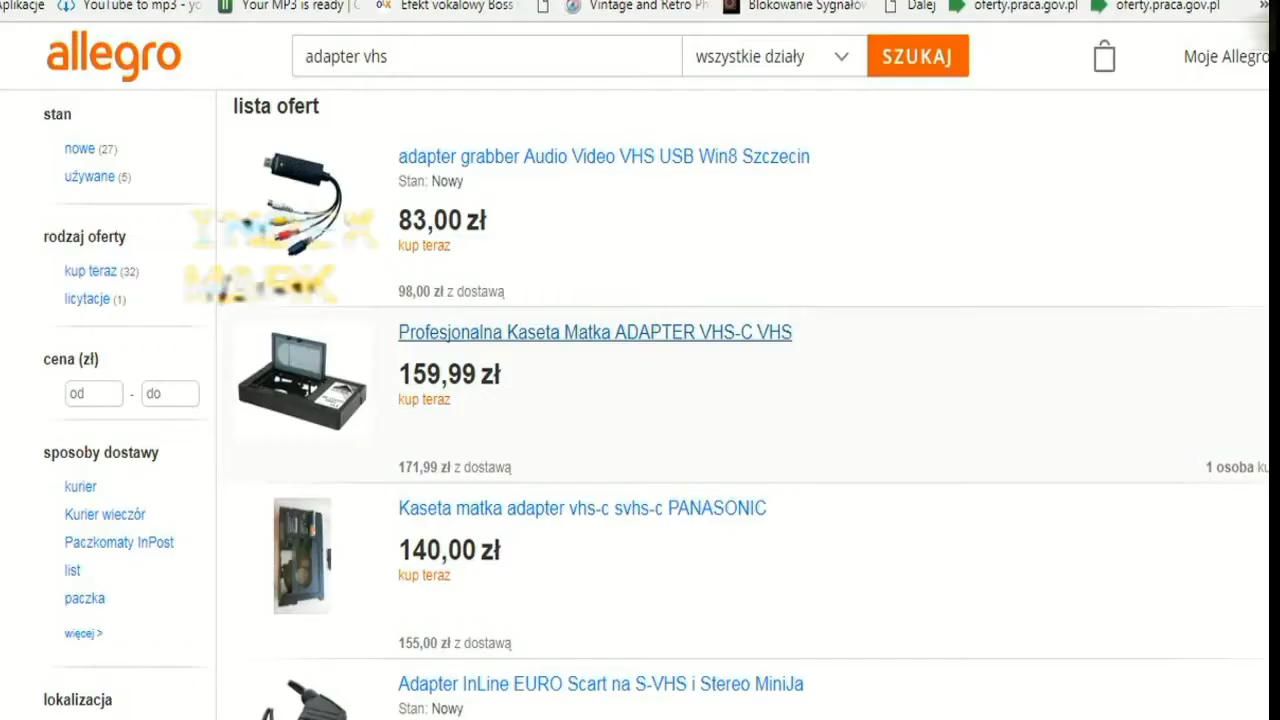 plikacje YouTube to mp3 - yo Your MP3 is ready | Efekt wokalowy Boss Vintage and Retro Ph Blokowanie Sygnałów Dalej oferty.praca.gov.pl oferty.praca.gov.pl »
allegro adapter vhs wszystkie działy SZUKAJ Moje Allegro
stan
nowe (27)
używane (5)
rodzaj oferty
kup teraz (32)
licytacje (1)
cena (zł)
od - do
sposoby dostawy
kurier
Kurier wieczór
Paczkomaty InPost
list
paczka
więcej >
lokalizacja
lista ofert
adapter grabber Audio Video VHS USB Win8 Szczecin
Stan: Nowy
83,00 zł
kup teraz
98,00 zł z dostawą
INDEX
MARK
Profesjonalna Kaseta Matka ADAPTER VHS-C VHS
159,99 zł
kup teraz
171,99 zł z dostawą
1 osoba ku
Kaseta matka adapter vhs-c svhs-c PANASONIC
140,00 zł
kup teraz
155,00 zł z dostawą
Adapter InLine EURO Scart na S-VHS i Stereo MiniJa
Stan: Nowy